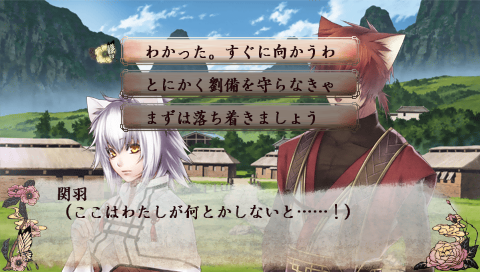 わかった。すぐに向かうわ
とにかく劉備を守らなきゃ
まずは落ち着きましょう
関羽
（ここはわたしが何とかしないと……！）